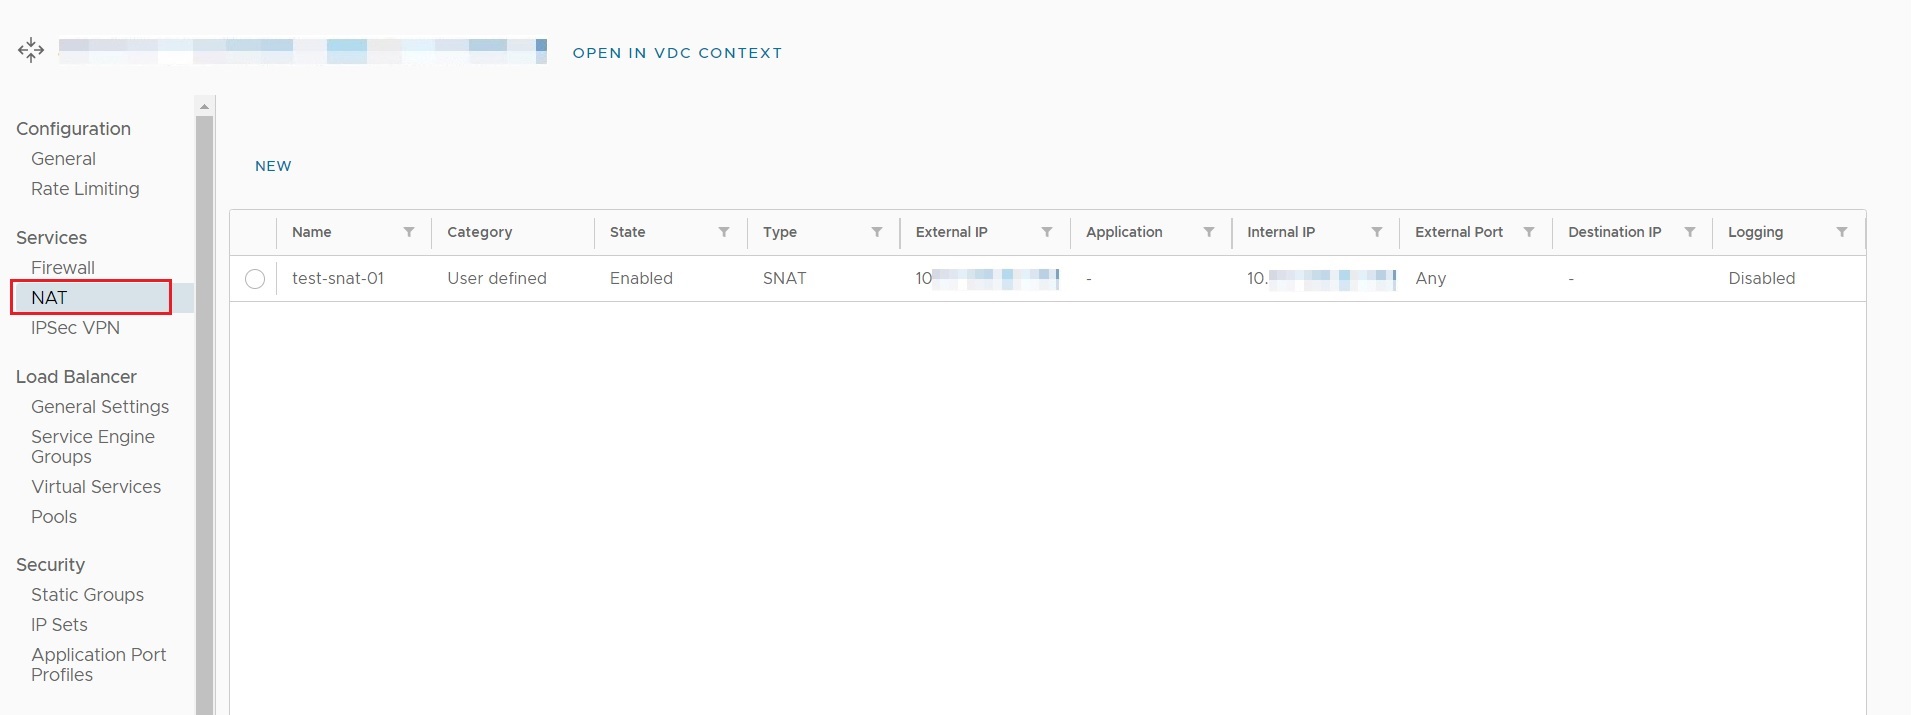 OPEN IN VDC CONTEXT
Configuration
General
Rate Limiting
Services
Firewall
NAT
IPSec VPN
Load Balancer
General Settings
Service Engine
Groups
Virtual Services
Pools
Security
Static Groups
IP Sets
Application Port
Profiles
NEW
Name Category State Type External IP Application Internal IP External Port Destination IP Logging
test-snat-01 User defined Enabled SNAT 10 - 10. Any - Disabled